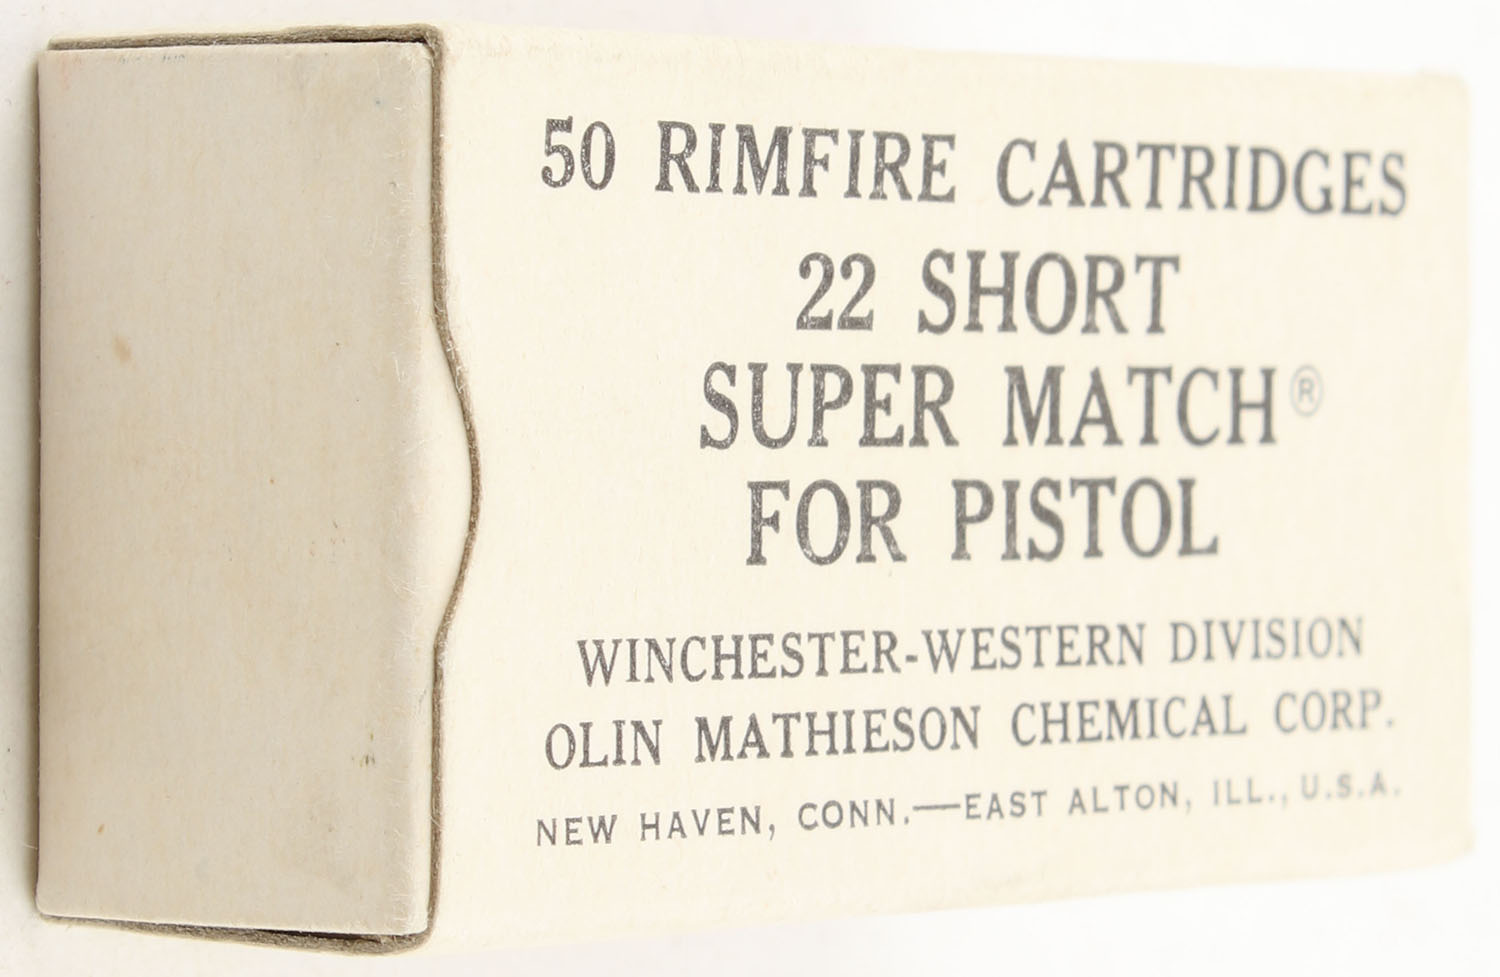 50 RIMFIRE CARTRIDGES
22 SHORT
SUPER MATCH®
FOR PISTOL
WINCHESTER-WESTERN DIVISION
OLIN MATHIESON CHEMICAL CORP.
NEW HAVEN, CONN.—EAST ALTON, ILL., U.S.A.